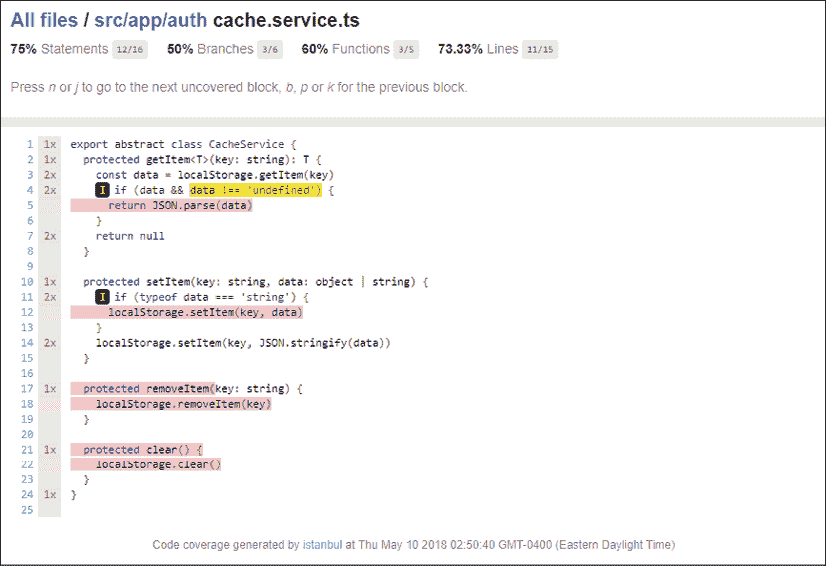 All files / src/app/auth cache.service.ts
75% Statements 12/16 50% Branches 3/6 60% Functions 3/5 73.33% Lines 11/15
Press n or j to go to the next uncovered block, b, p or k for the previous block.
1 1x export abstract class CacheService {
2 1x protected getItem<T>(key: string): T {
3 2x const data = localStorage.getItem(key)
4 2x I if (data && data !== 'undefined') {
5 return JSON.parse(data)
6 }
7 2x return null
8 }
9
10 1x protected setItem(key: string, data: object | string) {
11 2x I if (typeof data === 'string') {
12 localStorage.setItem(key, data)
13 }
14 2x localStorage.setItem(key, JSON.stringify(data))
15 }
16
17 1x protected removeItem(key: string) {
18 localStorage.removeItem(key)
19 }
20
21 1x protected clear() {
22 localStorage.clear()
23 }
24 1x }
25
Code coverage generated by istanbul at Thu May 10 2018 02:50:40 GMT-0400 (Eastern Daylight Time)